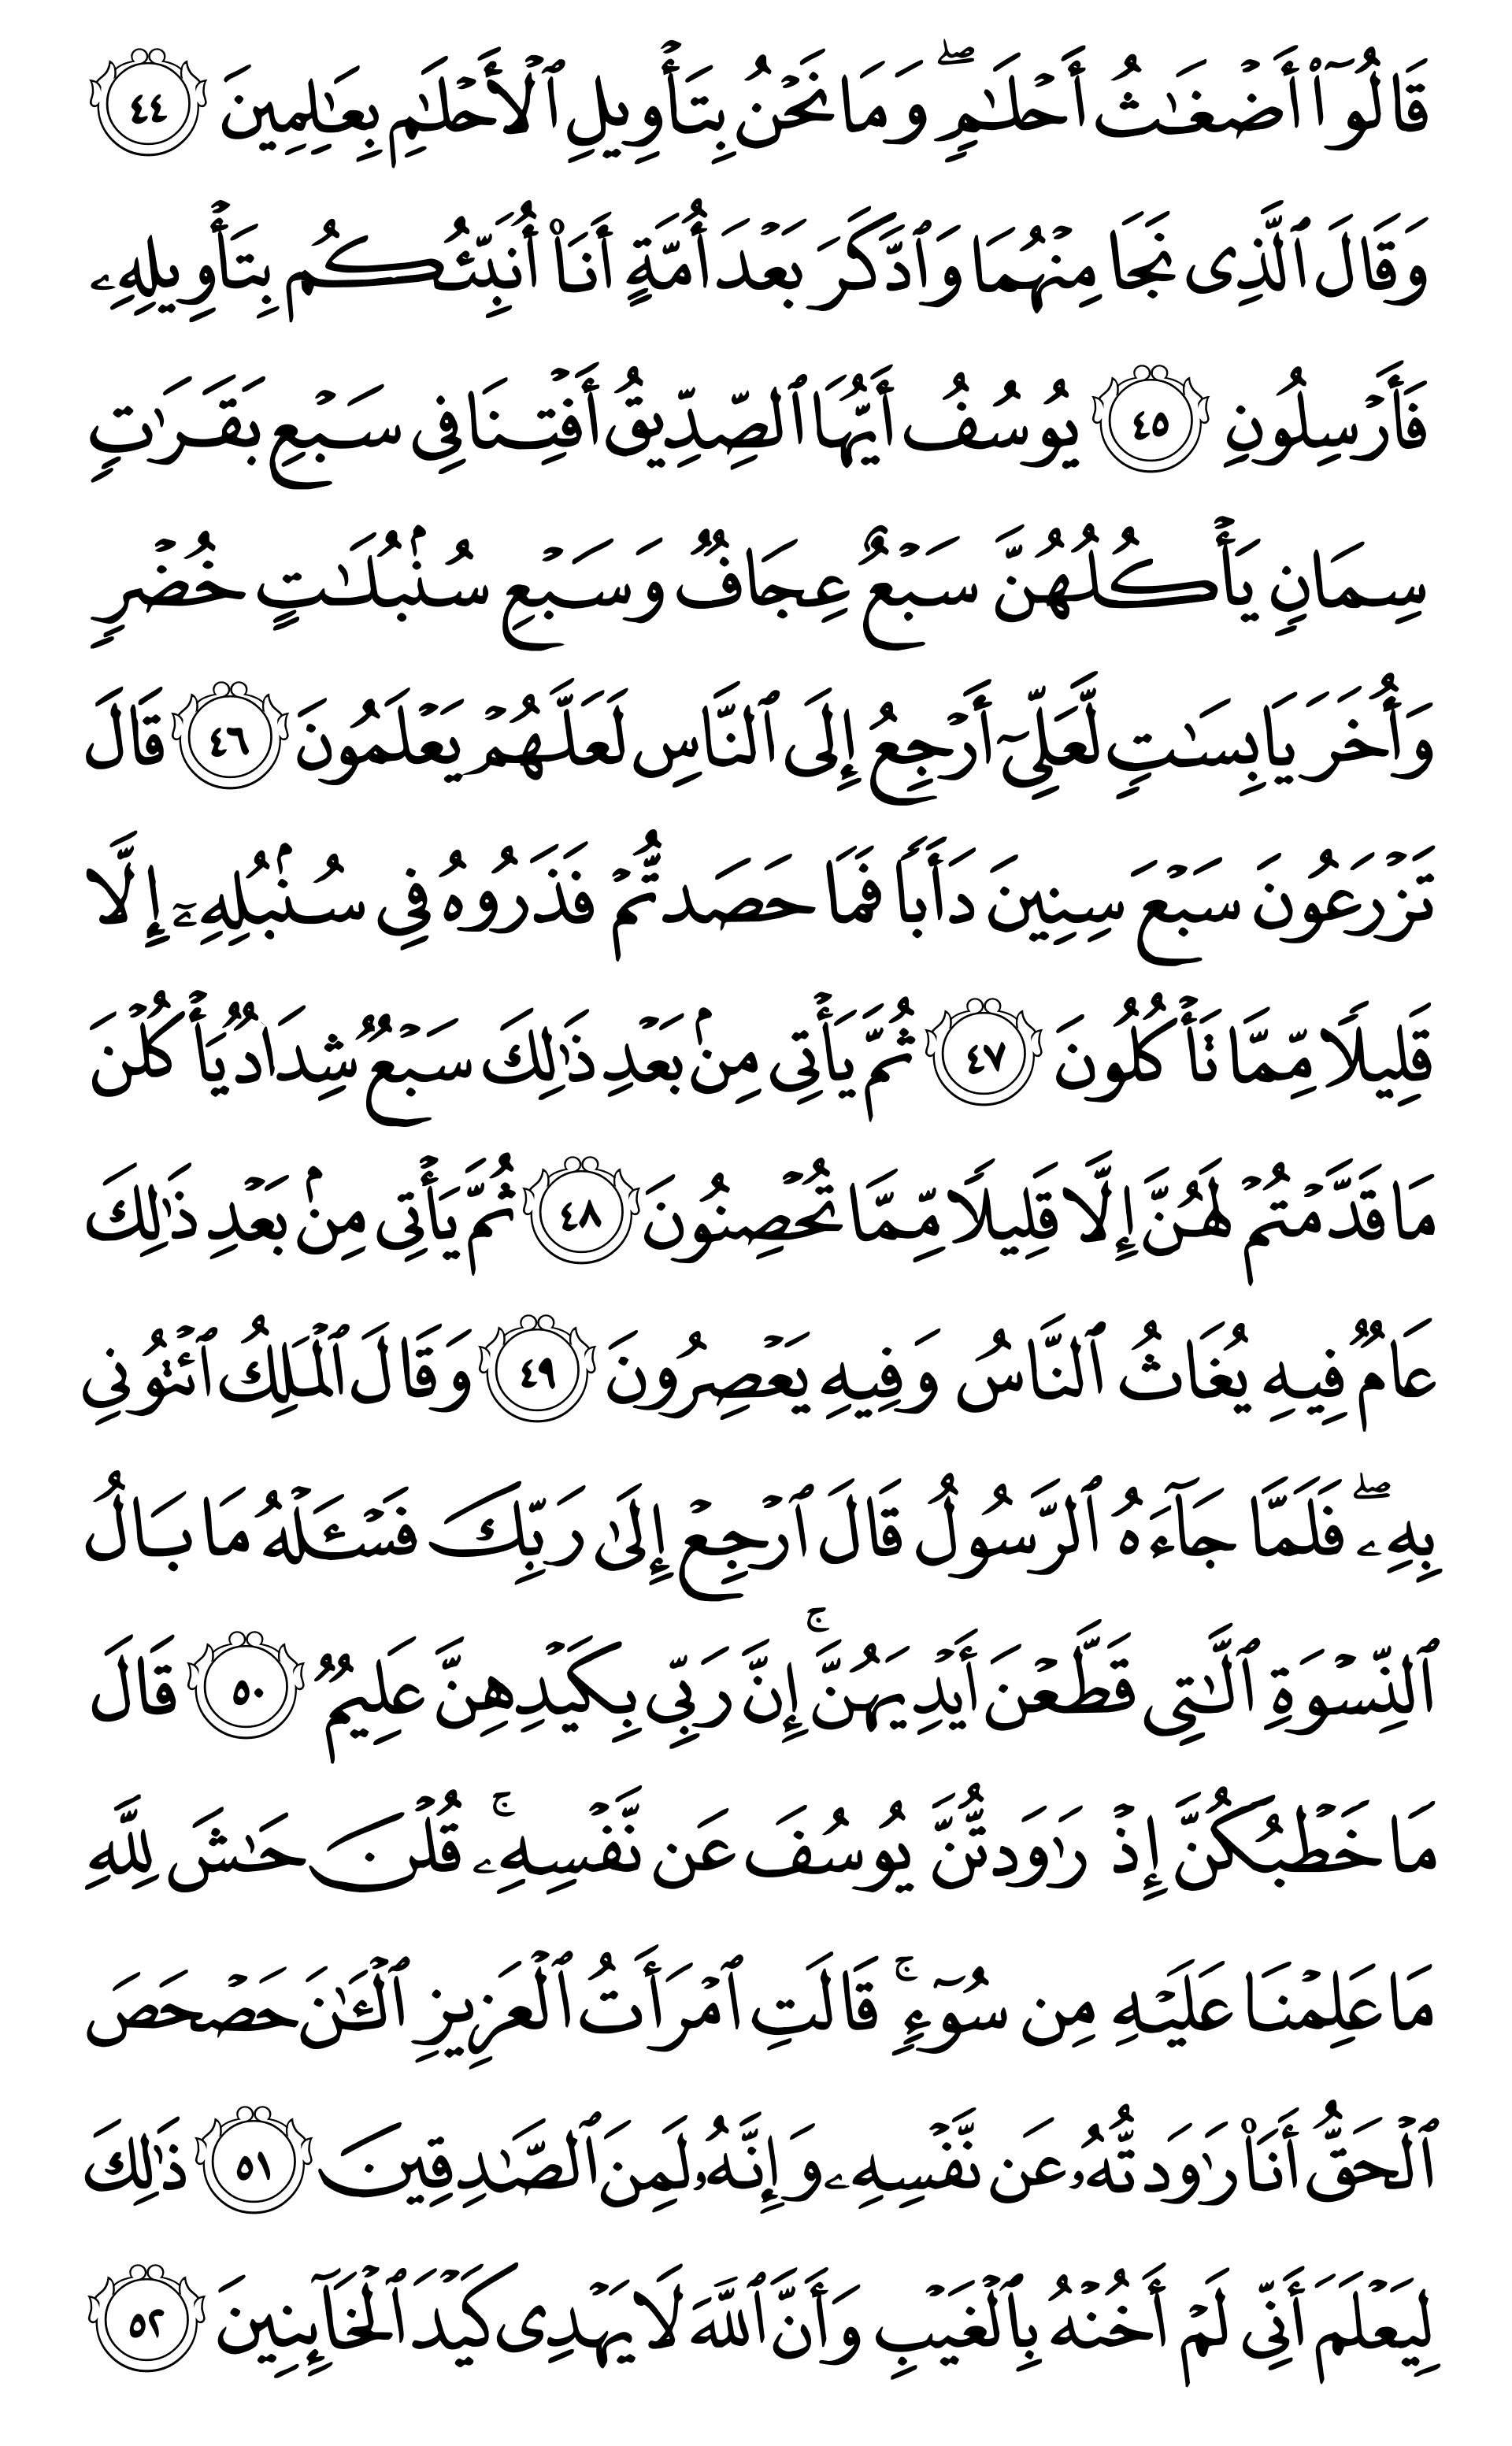 قَالُوٓا۟ أَضْغَـٰثُ أَحْلَـٰمٍۢ ۖ وَمَا نَحْنُ بِتَأْوِيلِ ٱلْأَحْلَـٰمِ بِعَـٰلِمِينَ ٤٤
وَقَالَ ٱلَّذِى نَجَا مِنْهُمَا وَٱدَّكَرَ بَعْدَ أُمَّةٍ أَنَا۠ أُنَبِّئُكُم بِتَأْوِيلِهِۦ
فَأَرْسِلُونِ ٤٥ يُوسُفُ أَيُّهَا ٱلصِّدِّيقُ أَفْتِنَا فِى سَبْعِ بَقَرَٰتٍۢ
سِمَانٍۢ يَأْكُلُهُنَّ سَبْعٌ عِجَافٌۭ وَسَبْعِ سُنۢبُلَـٰتٍ خُضْرٍۢ
وَأُخَرَ يَابِسَـٰتٍۢ لَّعَلِّىٓ أَرْجِعُ إِلَى ٱلنَّاسِ لَعَلَّهُمْ يَعْلَمُونَ ٤٦ قَالَ
تَزْرَعُونَ سَبْعَ سِنِينَ دَأَبًۭا فَمَا حَصَدتُّمْ فَذَرُوهُ فِى سُنۢبُلِهِۦٓ إِلَّا
قَلِيلًۭا مِّمَّا تَأْكُلُونَ ٤٧ ثُمَّ يَأْتِى مِنۢ بَعْدِ ذَٰلِكَ سَبْعٌۭ شِدَادٌۭ يَأْكُلْنَ
مَا قَدَّمْتُمْ لَهُنَّ إِلَّا قَلِيلًۭا مِّمَّا تُحْصِنُونَ ٤٨ ثُمَّ يَأْتِى مِنۢ بَعْدِ ذَٰلِكَ
عَامٌۭ فِيهِ يُغَاثُ ٱلنَّاسُ وَفِيهِ يَعْصِرُونَ ٤٩ وَقَالَ ٱلْمَلِكُ ٱئْتُونِى
بِهِۦ ۖ فَلَمَّا جَآءَهُ ٱلرَّسُولُ قَالَ ٱرْجِعْ إِلَىٰ رَبِّكَ فَسْـَٔلْهُ مَا بَالُ
ٱلنِّسْوَةِ ٱلَّـٰتِى قَطَّعْنَ أَيْدِيَهُنَّ ۚ إِنَّ رَبِّى بِكَيْدِهِنَّ عَلِيمٌۭ ٥٠ قَالَ
مَا خَطْبُكُنَّ إِذْ رَٰوَدتُّنَّ يُوسُفَ عَن نَّفْسِهِۦ ۚ قُلْنَ حَـٰشَ لِلَّهِ
مَا عَلِمْنَا عَلَيْهِ مِن سُوٓءٍۢ ۚ قَالَتِ ٱمْرَأَتُ ٱلْعَزِيزِ ٱلْـَٔـٰنَ حَصْحَصَ
ٱلْحَقُّ أَنَا۠ رَٰوَدتُّهُۥ عَن نَّفْسِهِۦ وَإِنَّهُۥ لَمِنَ ٱلصَّـٰدِقِينَ ٥١ ذَٰلِكَ
لِيَعْلَمَ أَنِّى لَمْ أَخُنْهُ بِٱلْغَيْبِ وَأَنَّ ٱللَّهَ لَا يَهْدِى كَيْدَ ٱلْخَآئِنِينَ ٥٢